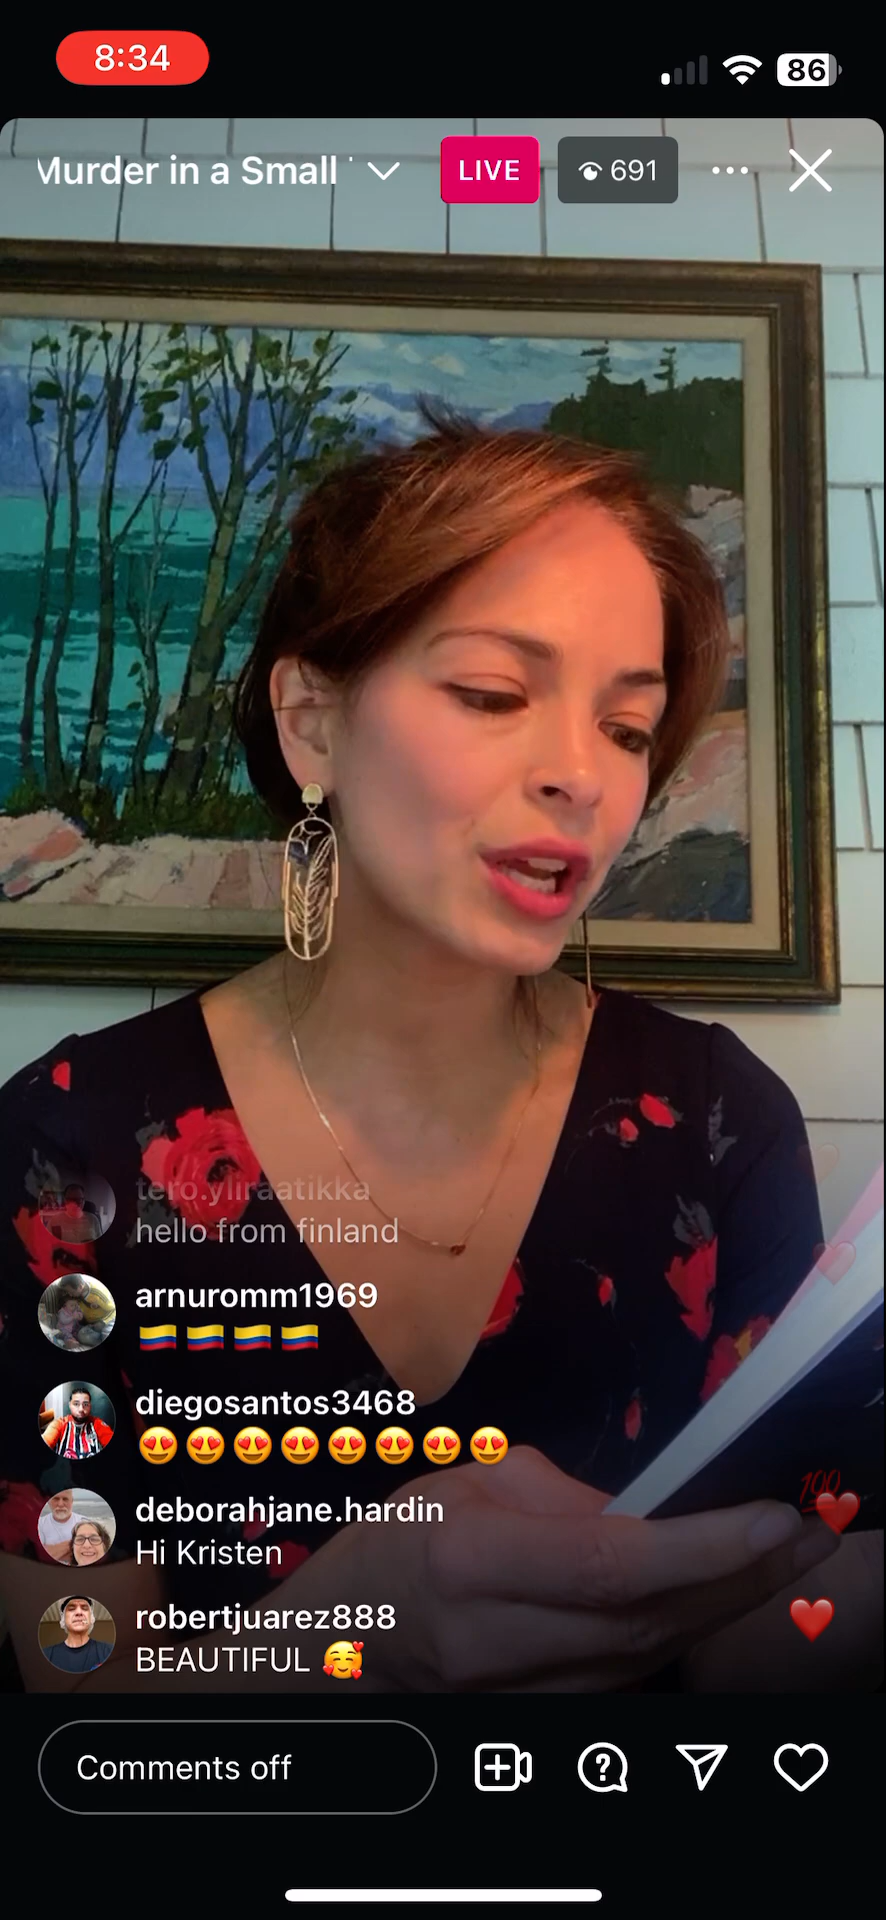 8:34
86
Murder in a Small
LIVE
691
tero.yliraatikka
hello from finland
arnuromm1969
🇨🇴🇨🇴🇨🇴🇨🇴
diegosantos3468
😍😍😍😍😍😍😍😍
deborahjane.hardin
Hi Kristen
💯
robertjuarez888
BEAUTIFUL 🥰
Comments off